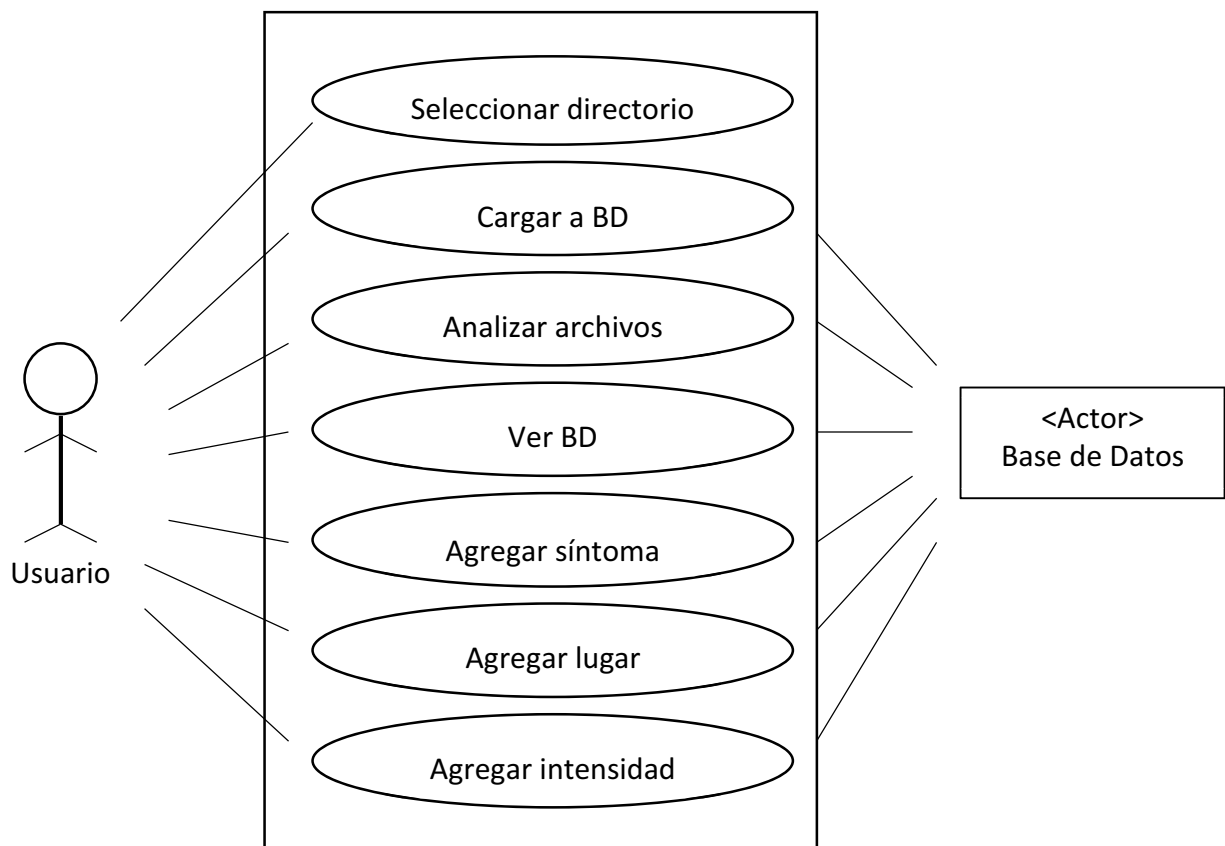 Seleccionar directorio
Cargar a BD
Analizar archivos
Ver BD
Agregar síntoma
Agregar lugar
Agregar intensidad
Usuario
<Actor>
Base de Datos